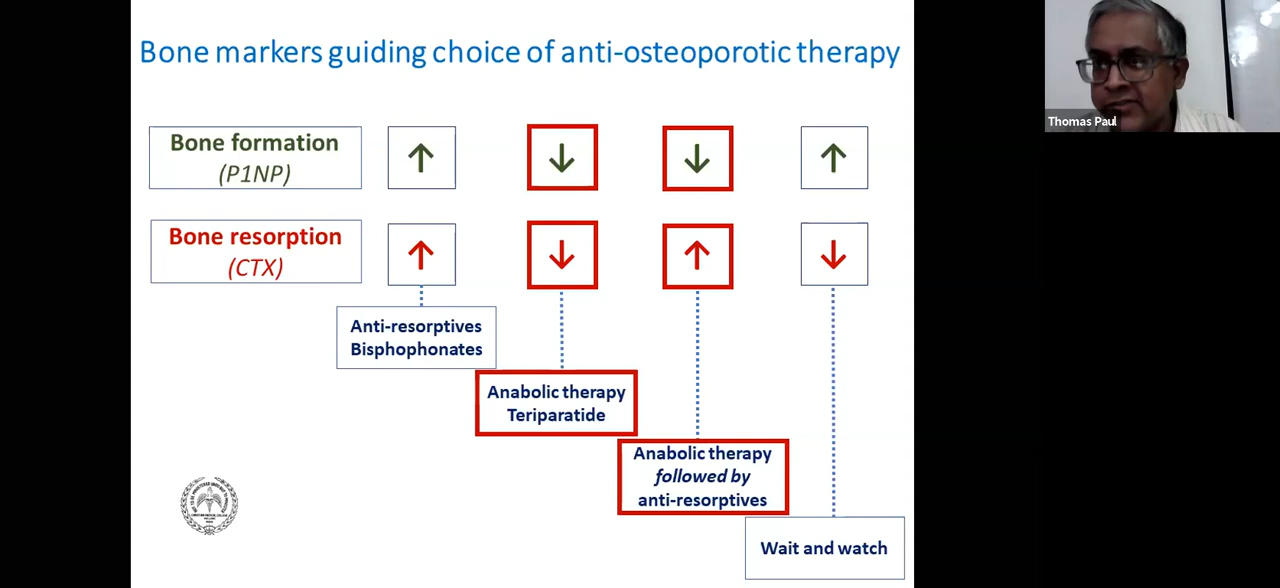 Bone markers guiding choice of anti-osteoporotic therapy
Thomas Paul
Bone formation
(P1NP)
↑ ↓ ↓ ↑
Bone resorption
(CTX)
↑ ↓ ↑ ↓
Anti-resorptives
Bisphophonates
Anabolic therapy
Teriparatide
Anabolic therapy
followed by
anti-resorptives
Wait and watch